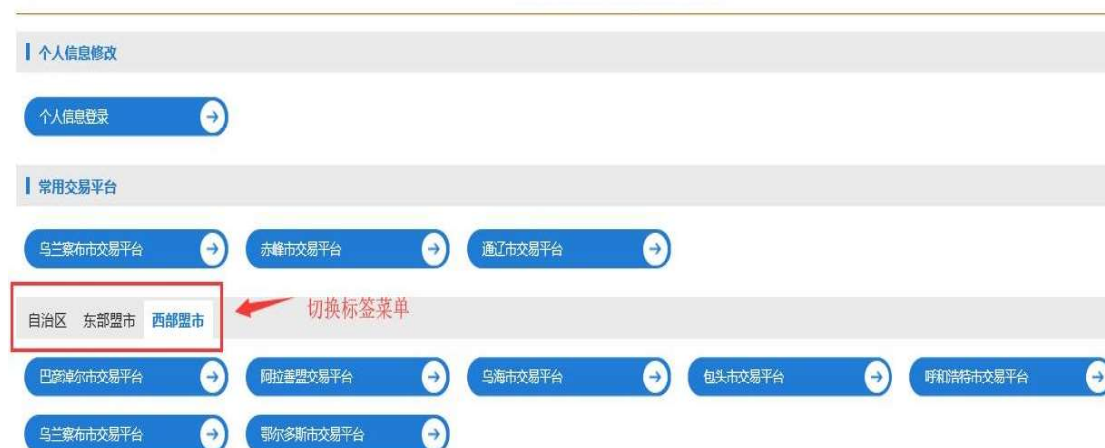 个人信息修改
个人信息登录
常用交易平台
乌兰察布市交易平台 赤峰市交易平台 通辽市交易平台
切换标签菜单
自治区 东部盟市 西部盟市
巴彦卓尔市交易平台 阿拉善盟交易平台 乌海市交易平台 包头市交易平台 呼和浩特市交易平台
乌兰察布市交易平台 鄂尔多斯市交易平台